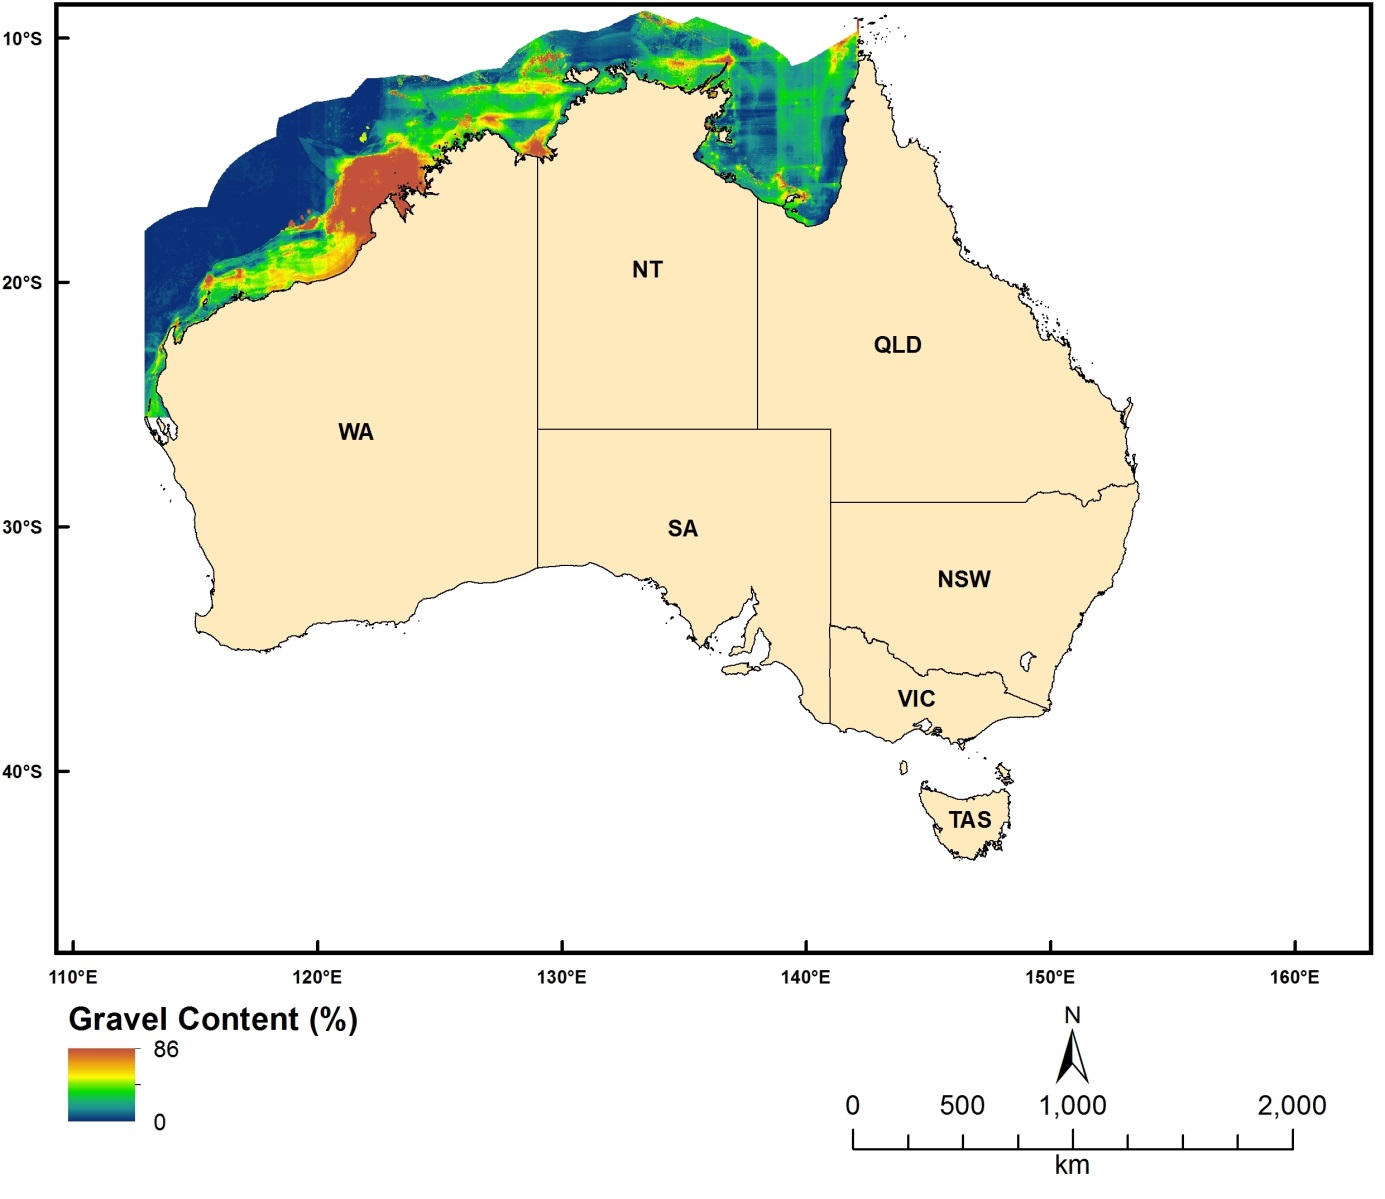 10°S
20°S
30°S
40°S
NT
QLD
WA
SA
NSW
VIC
TAS
110°E 120°E 130°E 140°E 150°E 160°E
Gravel Content (%)
86
0
N
0 500 1,000 2,000
km